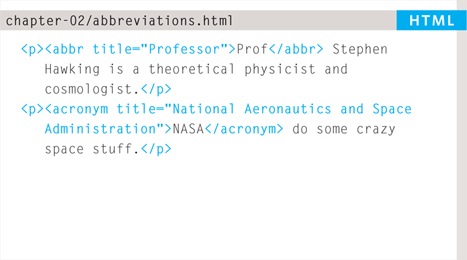 chapter-02/abbreviations.html HTML
<p><abbr title="Professor">Prof</abbr> Stephen
Hawking is a theoretical physicist and
cosmologist.</p>
<p><acronym title="National Aeronautics and Space
Administration">NASA</acronym> do some crazy
space stuff.</p>